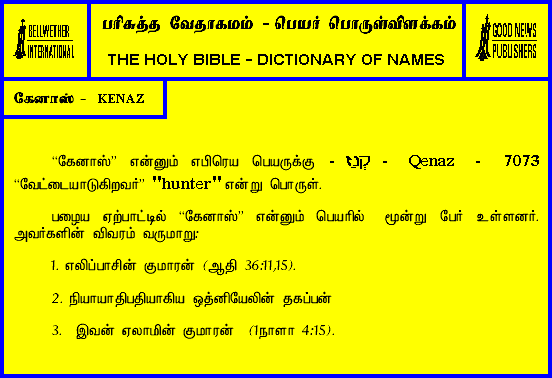 BELLWETHER
INTERNATIONAL
பரிசுத்த வேதாகமம் - பெயர் பொருள்விளக்கம்
THE HOLY BIBLE - DICTIONARY OF NAMES
GOOD NEWS
PUBLISHERS
கேனாஸ் - KENAZ
“கேனாஸ்” என்னும் எபிரெய பெயருக்கு - קְנַז - Qenaz - 7073
“வேட்டையாடுகிறவர்” "hunter" என்று பொருள்.
பழைய ஏற்பாட்டில் “கேனாஸ்” என்னும் பெயரில் மூன்று பேர் உள்ளனர்.
அவர்களின் விவரம் வருமாறு:
1. எலிப்பாசின் குமாரன் (ஆதி 36:11,15).
2. நியாயாதிபதியாகிய ஒத்னியேலின் தகப்பன்
3. இவன் ஏலாமின் குமாரன் (1நாளா 4:15).